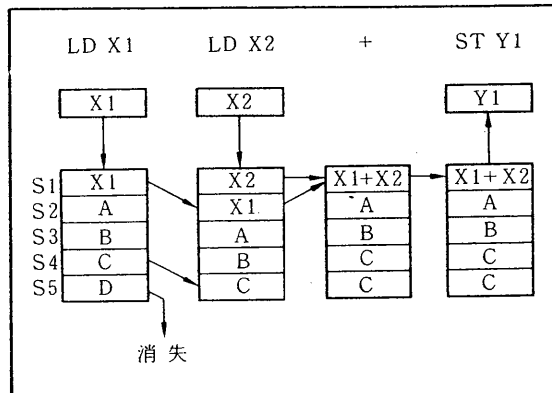 LD X1 LD X2 + ST Y1
X1 X2 Y1
S1 X1 X2 X1+X2 X1+X2
S2 A X1 A A
S3 B A B B
S4 C B C C
S5 D C C C
消失